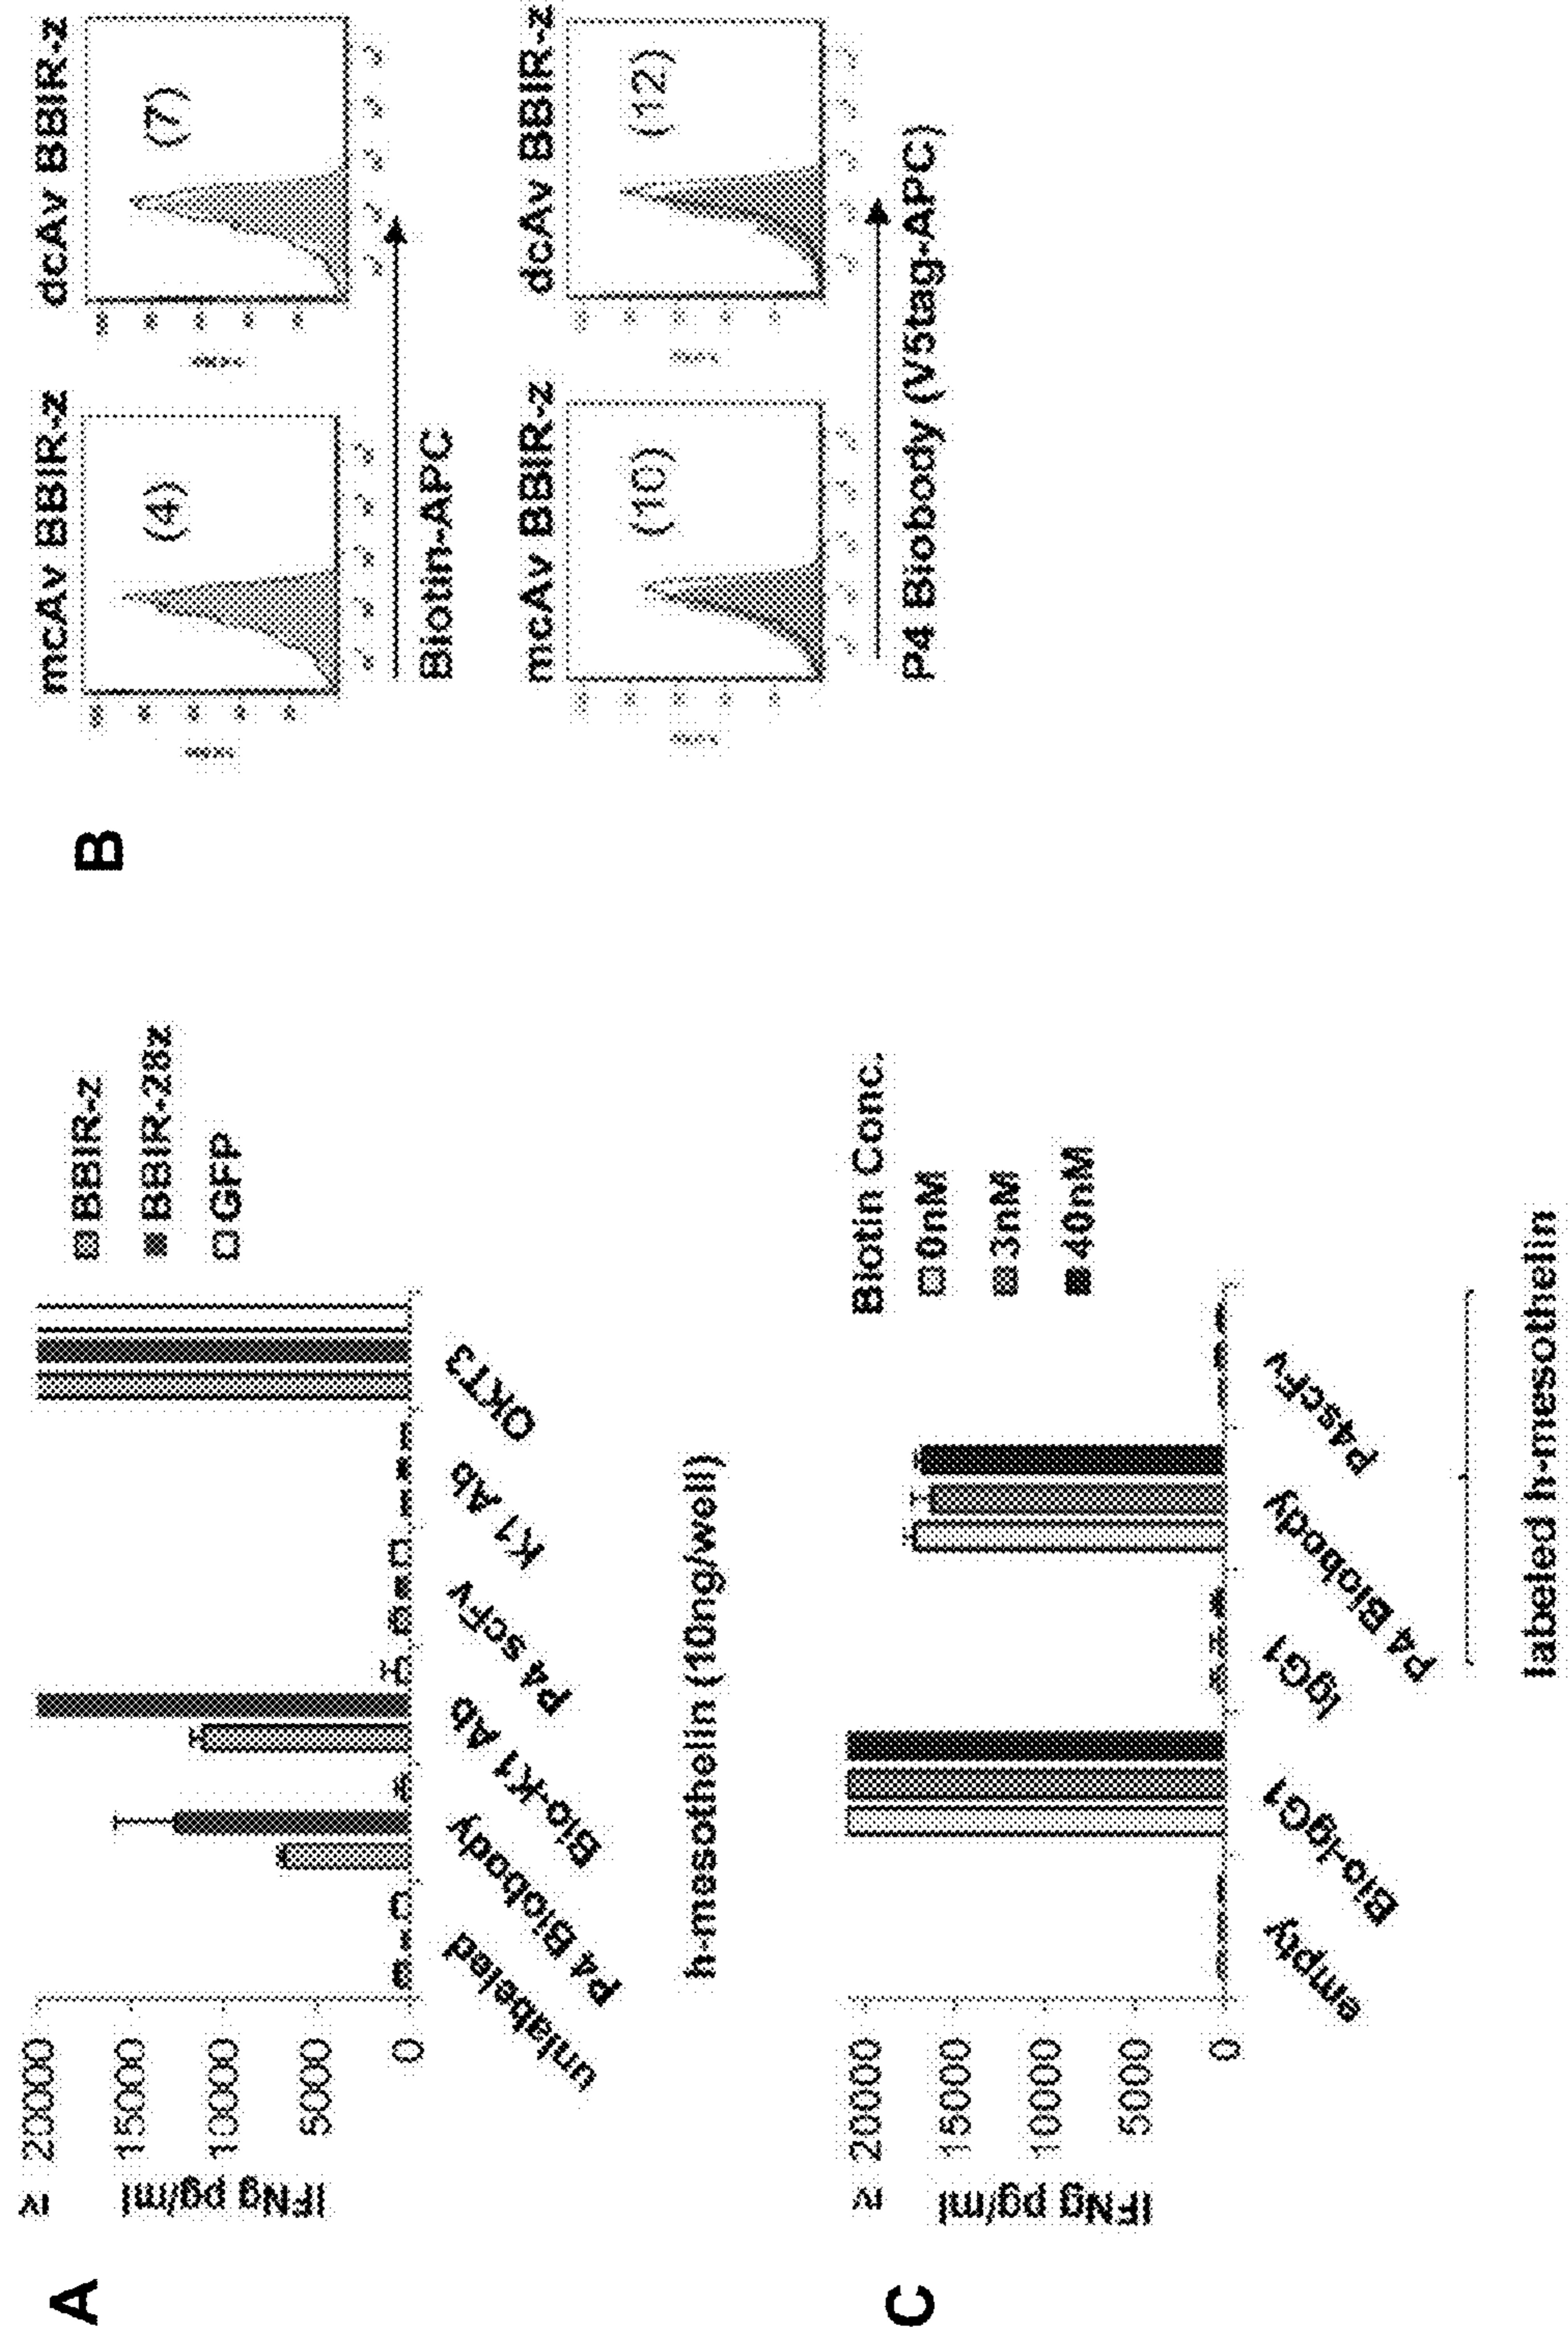 A
≥ 20000
15000
10000
5000
0
IFNg pg/ml
BBIR-z
BBIR-28z
GFP
unlabeled
P4 Biobody
Bio-K1 Ab
P4 scFv
K1 Ab
OKT3
h-mesothelin (10ng/well)
B
mcAv BBIR-z
dcAv BBIR-z
(4)
(7)
Biotin-APC
mcAv BBIR-z
dcAv BBIR-z
(10)
(12)
P4 Biobody (V5tag-APC)
C
≥ 20000
15000
10000
5000
0
IFNg pg/ml
Biotin Conc.
0nM
3nM
40nM
empty
Bio-IgG1
IgG1
P4 Biobody
P4scFv
labeled h-mesothelin